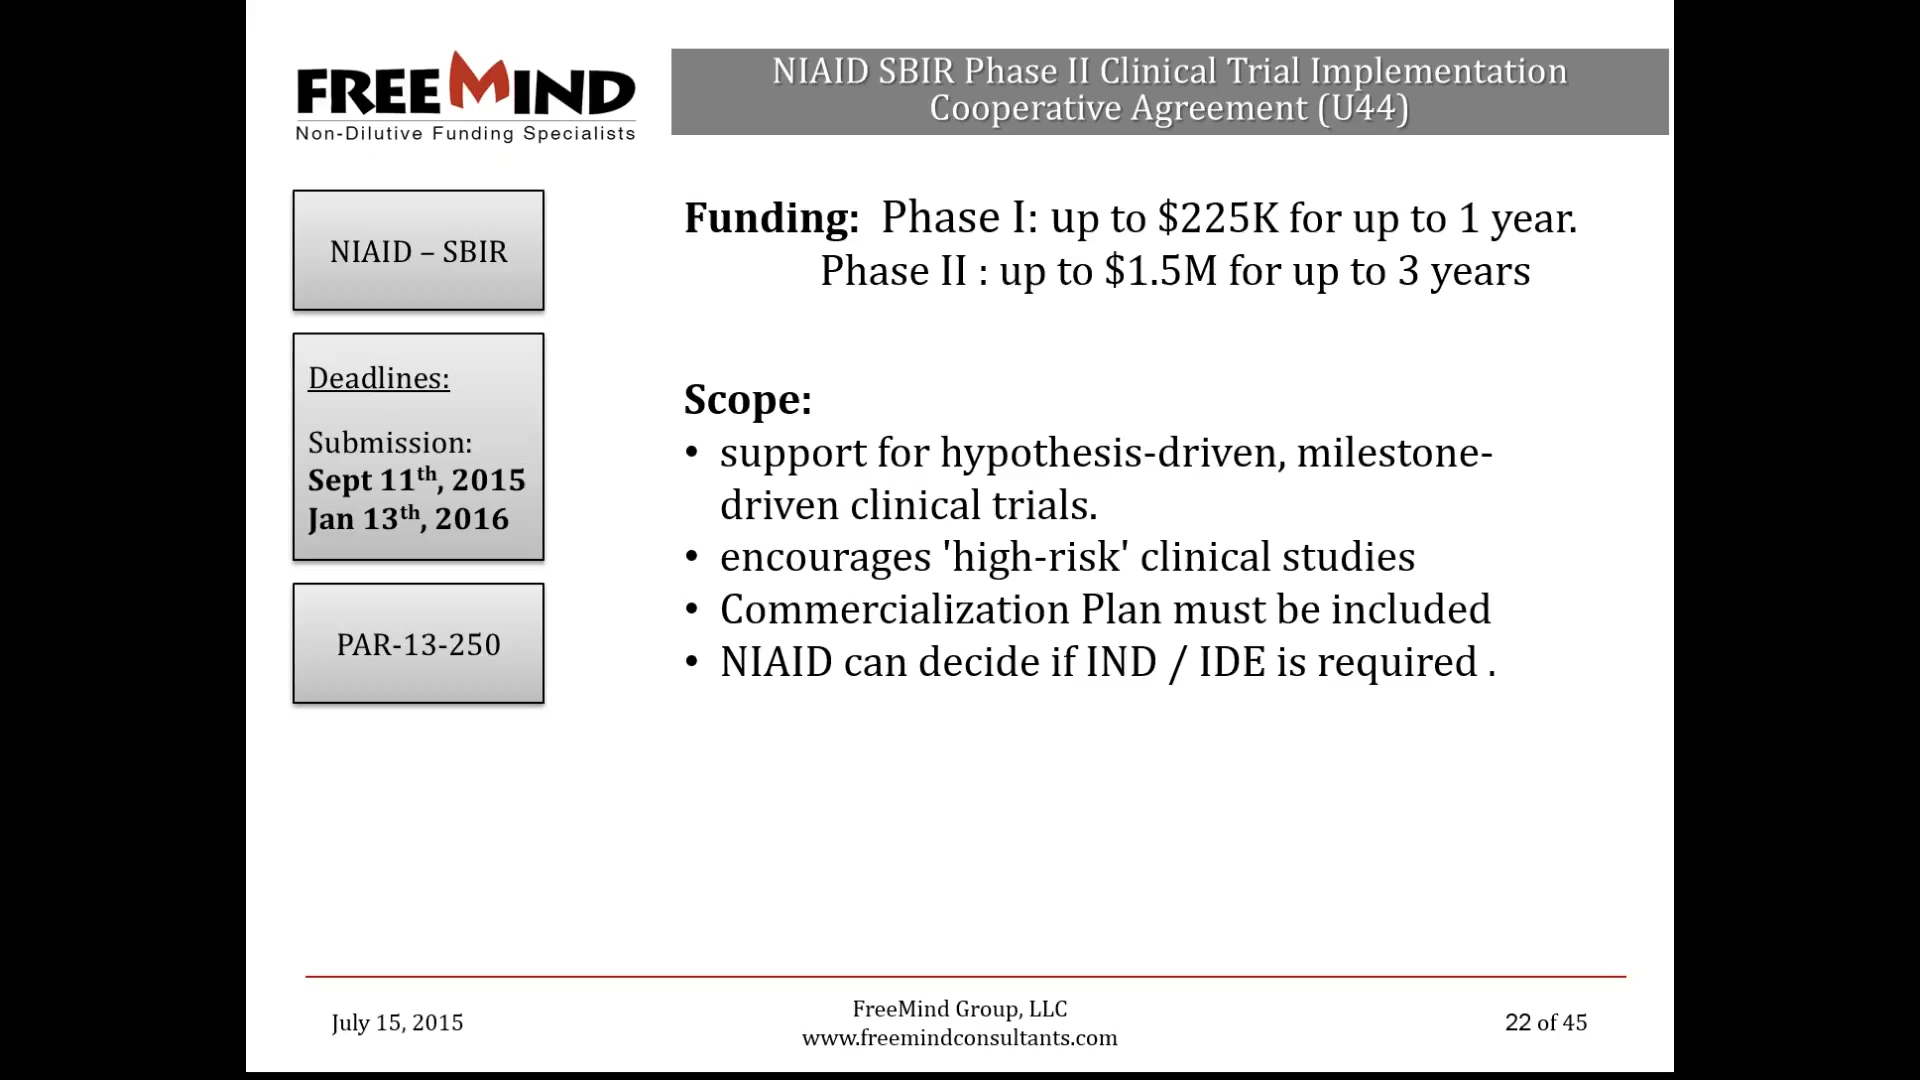 FREEMIND
Non-Dilutive Funding Specialists
NIAID SBIR Phase II Clinical Trial Implementation
Cooperative Agreement (U44)
NIAID – SBIR
Deadlines:
Submission:
Sept 11th, 2015
Jan 13th, 2016
PAR-13-250
Funding: Phase I: up to $225K for up to 1 year.
Phase II : up to $1.5M for up to 3 years
Scope:
• support for hypothesis-driven, milestone-
driven clinical trials.
• encourages 'high-risk' clinical studies
• Commercialization Plan must be included
• NIAID can decide if IND / IDE is required .
July 15, 2015
FreeMind Group, LLC
www.freemindconsultants.com
22 of 45